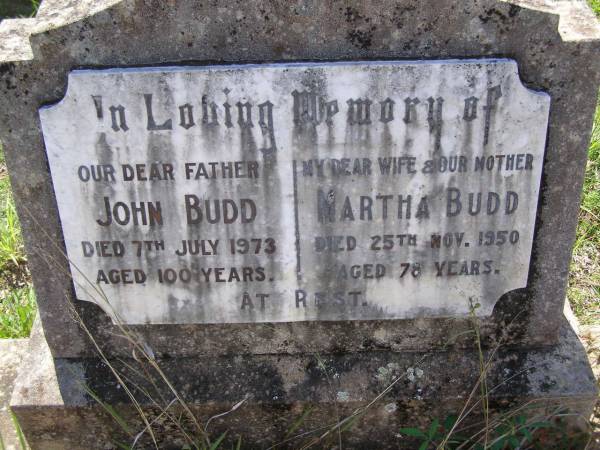 In Loving Memory of
OUR DEAR FATHER
JOHN BUDD
DIED 7TH JULY 1973
AGED 100 YEARS.
MY DEAR WIFE & OUR MOTHER
MARTHA BUDD
DIED 25TH NOV. 1950
AGED 78 YEARS.
AT REST.